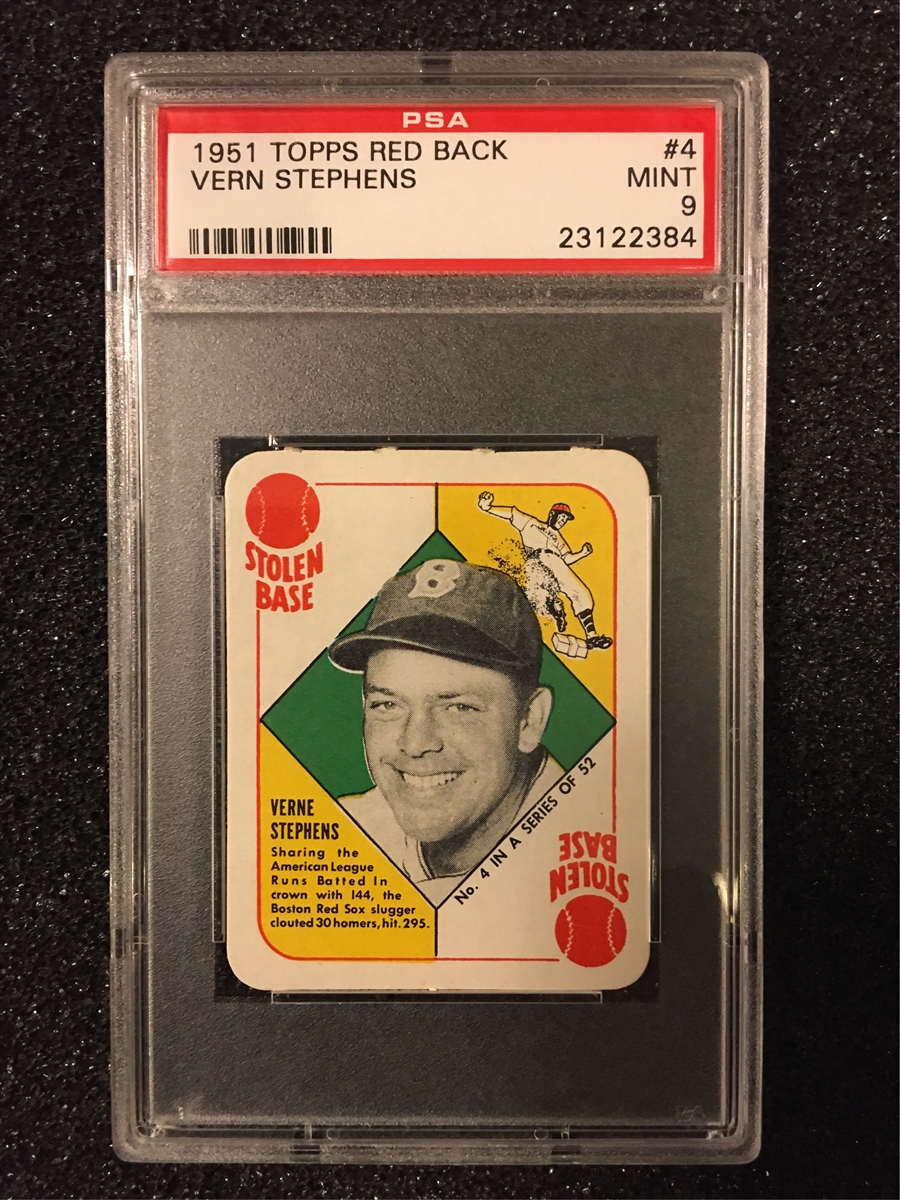 PSA
1951 TOPPS RED BACK #4
VERN STEPHENS MINT
9
23122384
STOLEN
BASE
B
VERNE
STEPHENS
Sharing the
American League
Runs Batted In
crown with 144, the
Boston Red Sox slugger
clouted 30 homers, hit .295.
No. 4 IN A SERIES OF 52
STOLEN
BASE